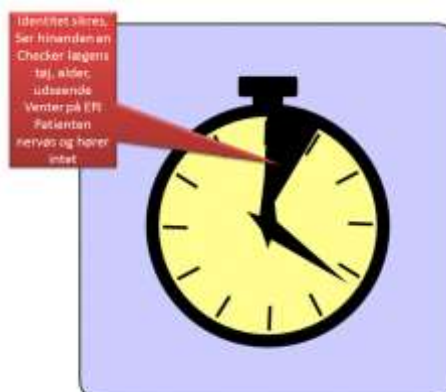 Identitet sikres,
Ser hinanden an
Checker lægens
tøj, alder,
udseende
Venter på EPJ
Patienten
nervøs og hører
intet